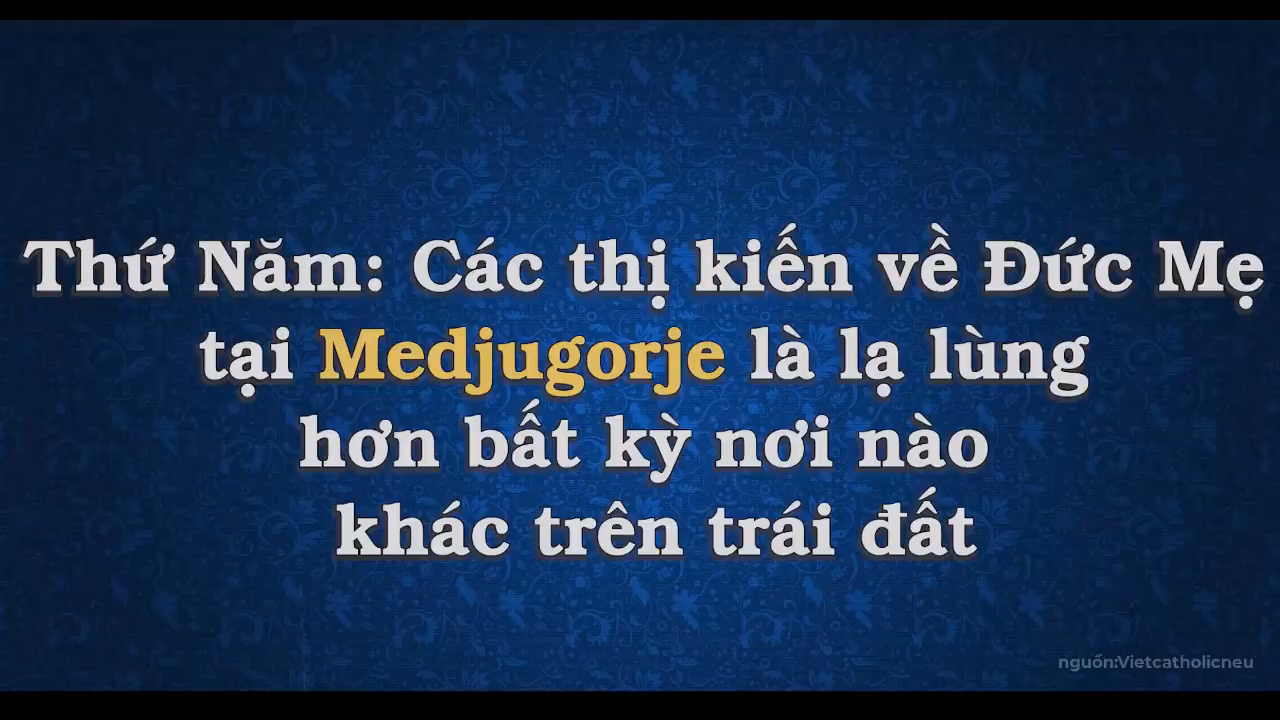 Thứ Năm: Các thị kiến về Đức Mẹ
tại Medjugorje là lạ lùng
hơn bất kỳ nơi nào
khác trên trái đất
nguồn:Vietcatholicneu